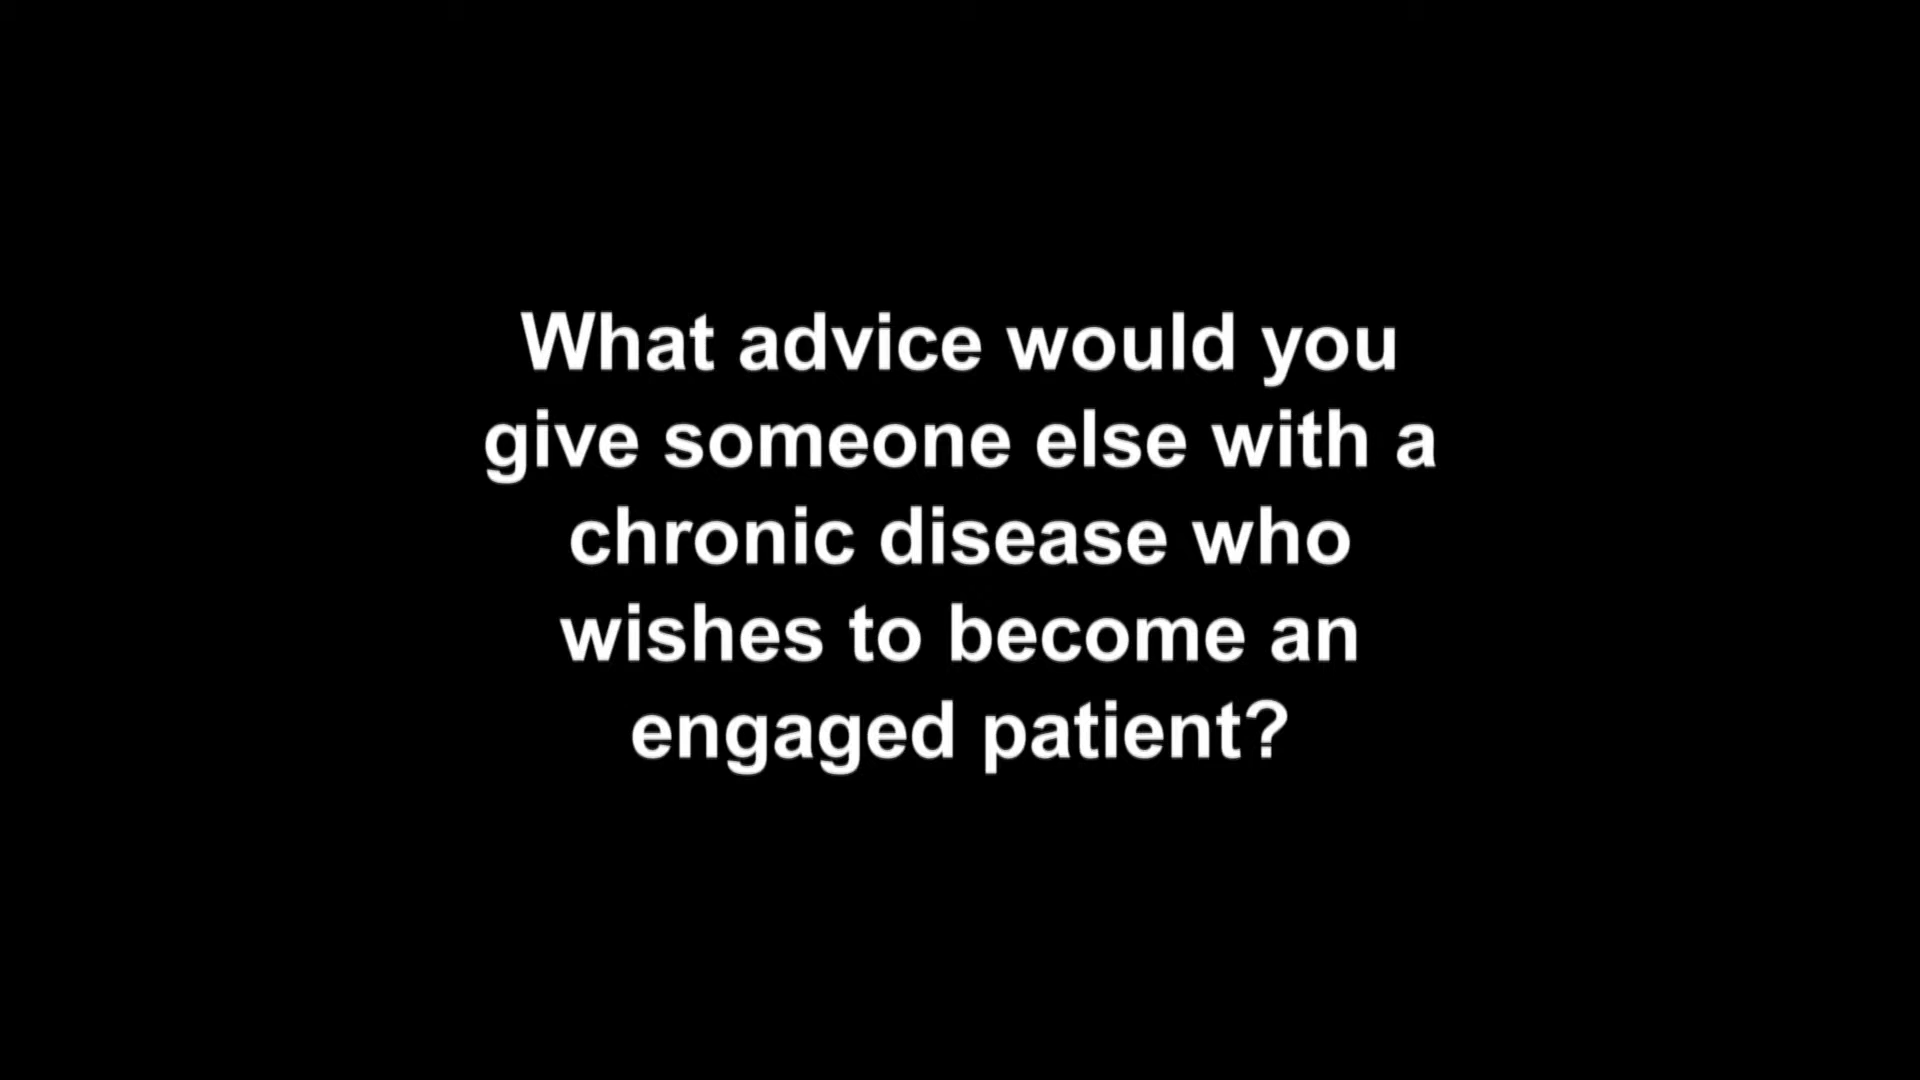 What advice would you
give someone else with a
chronic disease who
wishes to become an
engaged patient?